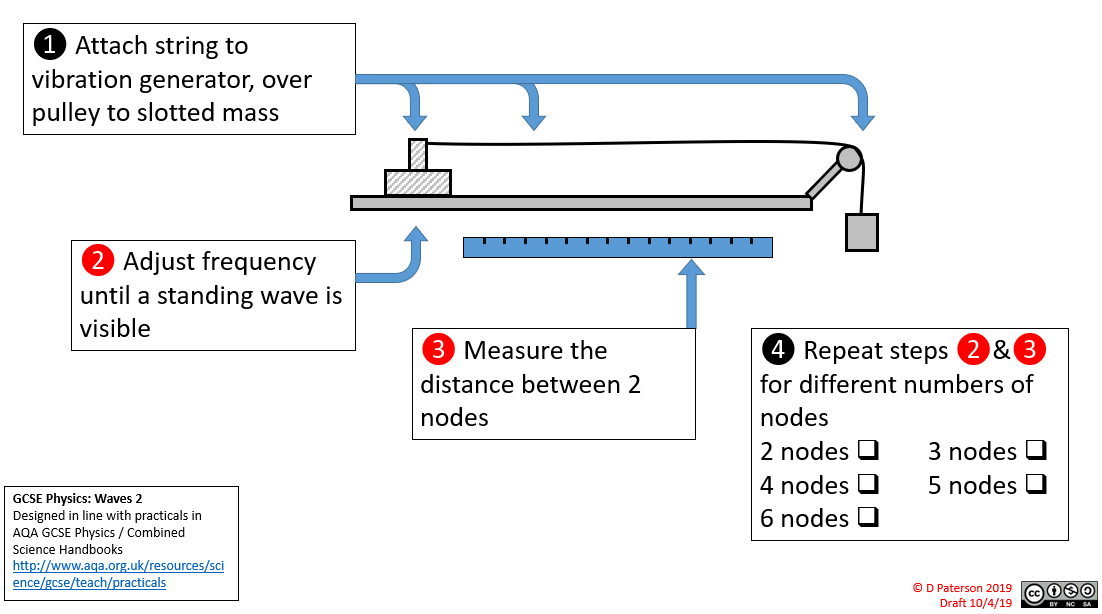 1 Attach string to
vibration generator, over
pulley to slotted mass
2 Adjust frequency
until a standing wave is
visible
3 Measure the
distance between 2
nodes
4 Repeat steps 2 & 3
for different numbers of
nodes
2 nodes ❑ 3 nodes ❑
4 nodes ❑ 5 nodes ❑
6 nodes ❑
GCSE Physics: Waves 2
Designed in line with practicals in
AQA GCSE Physics / Combined
Science Handbooks
http://www.aqa.org.uk/resources/sci
ence/gcse/teach/practicals
© D Paterson 2019
Draft 10/4/19
cc
BY NC SA